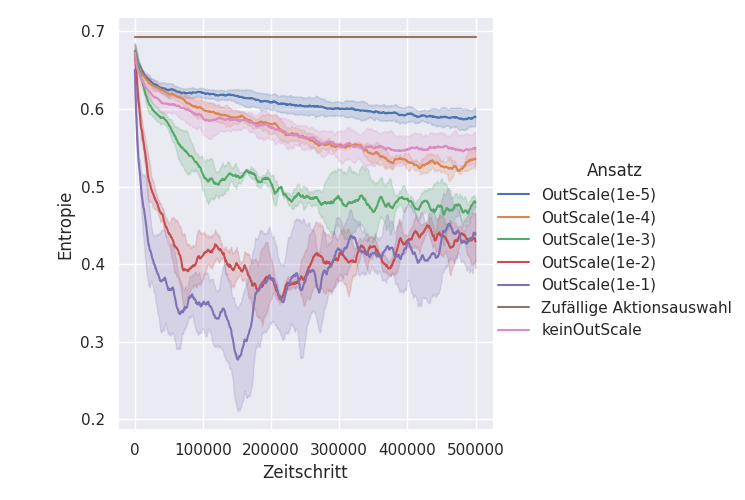 0.7
0.6
0.5
0.4
0.3
0.2
Entropie
0
100000
200000
300000
400000
500000
Zeitschritt
Ansatz
OutScale(1e-5)
OutScale(1e-4)
OutScale(1e-3)
OutScale(1e-2)
OutScale(1e-1)
Zufällige Aktionsauswahl
keinOutScale